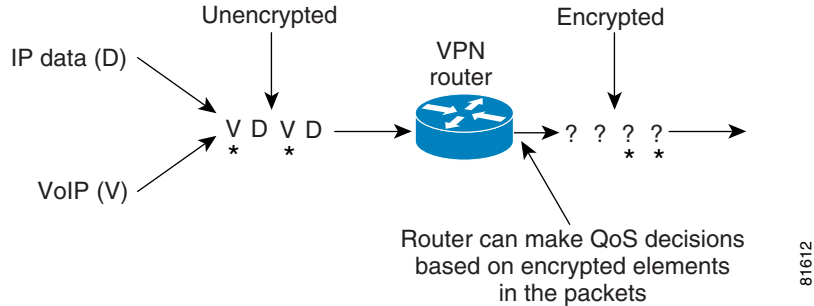 Unencrypted
Encrypted
IP data (D)
VPN
router
V D V D
* *
? ? ? ?
* *
VoIP (V)
Router can make QoS decisions
based on encrypted elements
in the packets
81612